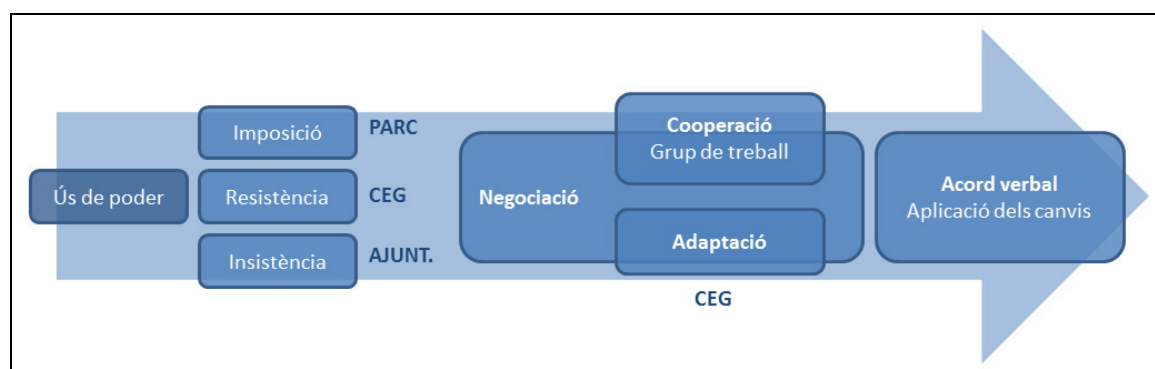 Ús de poder
Imposició
PARC
Resistència
CEG
Insistència
AJUNT.
Negociació
Cooperació
Grup de treball
Adaptació
CEG
Acord verbal
Aplicació dels canvis